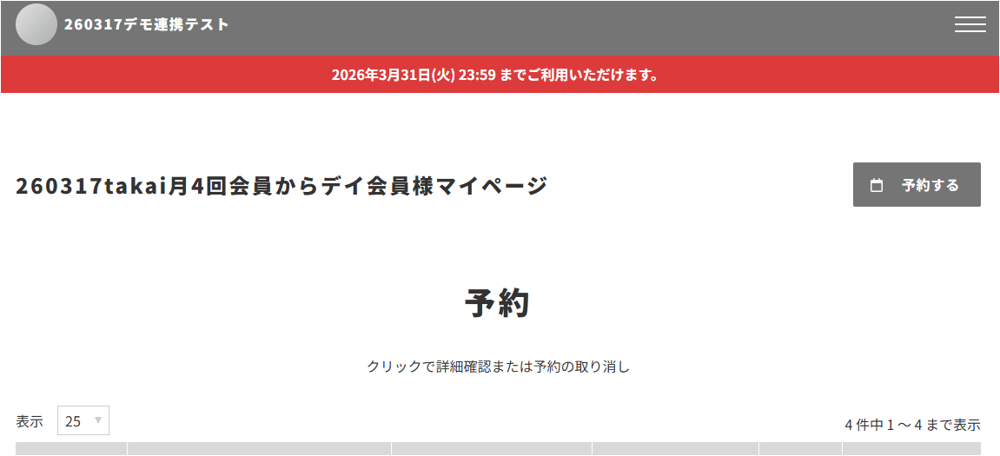 260317デモ連携テスト
2026年3月31日(火) 23:59 までご利用いただけます。
260317takai月4回会員からデイ会員様マイページ
予約する
予約
クリックで詳細確認または予約の取り消し
表示 25
4 件中 1 ～ 4 まで表示